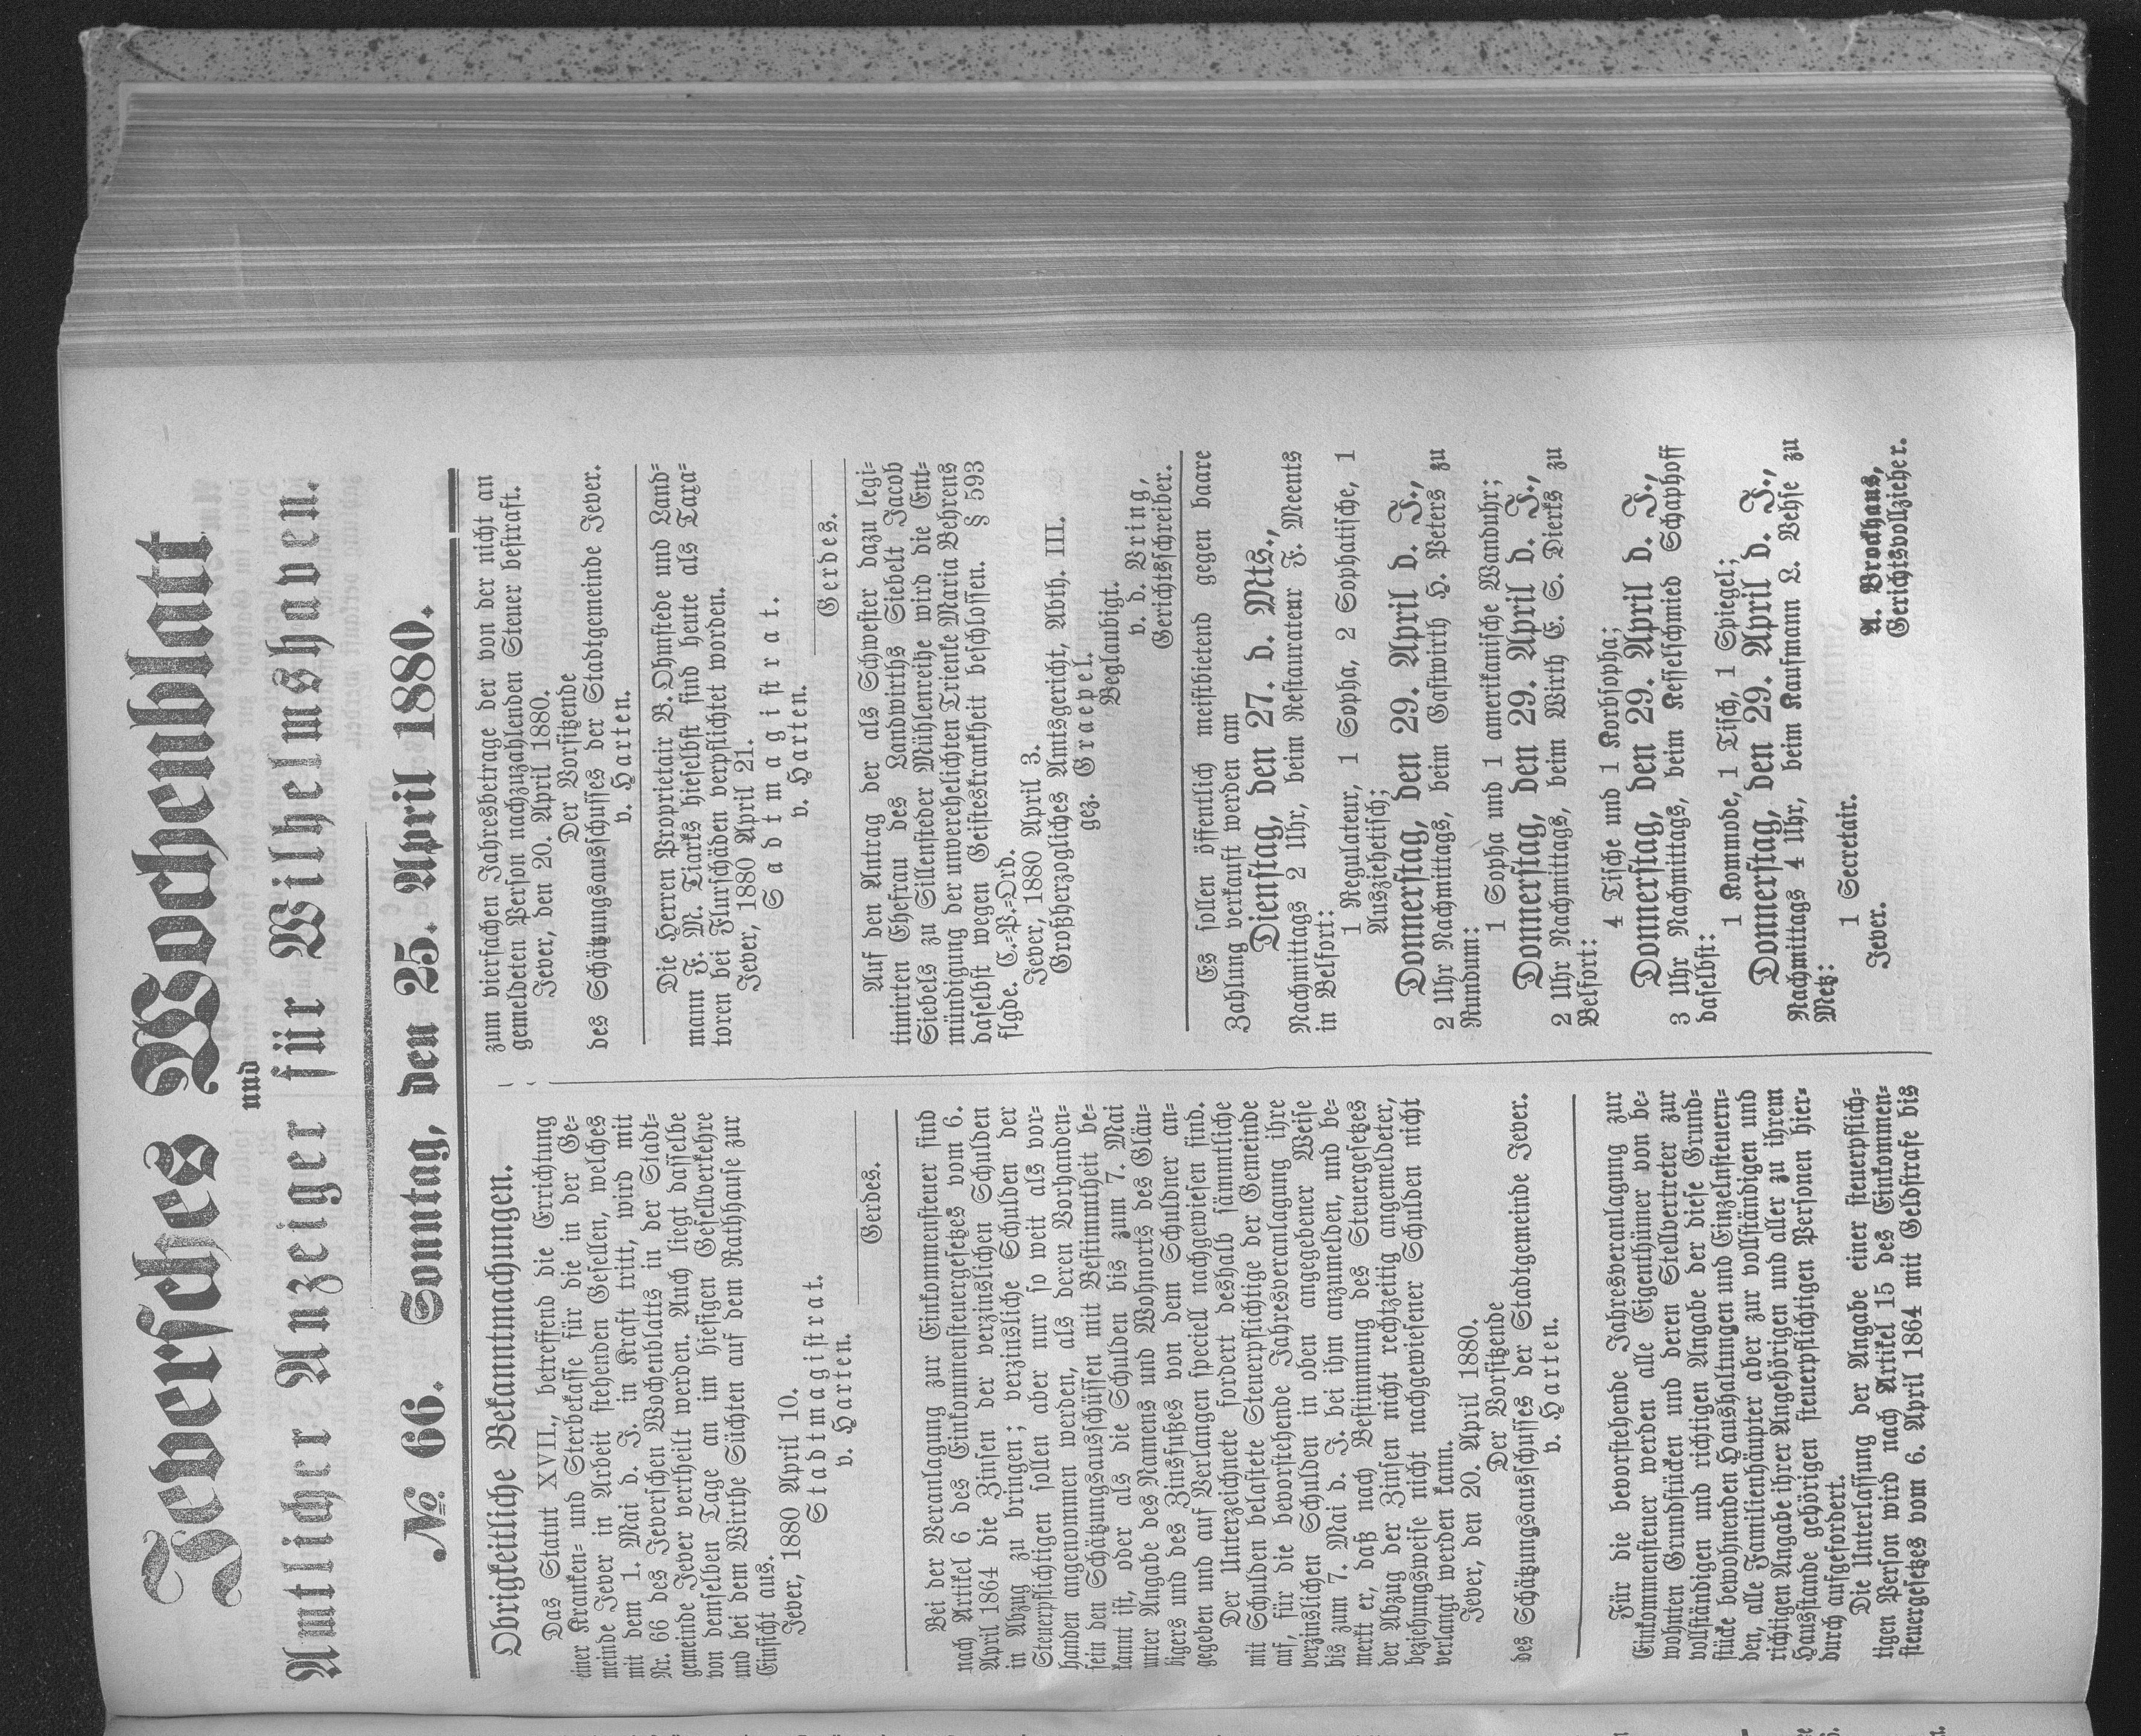 Jeversches Wochenblatt
und
Amtlicher Anzeiger für Wilhelmshaven.
№ 66. Sonntag, den 25. April 1880.
Obrigkeitliche Bekanntmachungen.
Das Statut XVII., betreffend die Errichtung
einer Kranken= und Sterbekasse für die in der Ge=
meinde Jever in Arbeit stehenden Gesellen, welches
mit dem 1. Mai d. J. in Kraft tritt, wird mit
Nr. 66 des Jeverschen Wochenblatts in der Stadt=
gemeinde Jever vertheilt werden. Auch liegt dasselbe
von demselben Tage an im hiesigen Gesellverkehre
und bei dem Wirthe Süchten auf dem Rathhause zur
Einsicht aus.
Jever, 1880 April 10.
Stadtmagistrat.
v. Harten.
Gerdes.
Bei der Veranlagung zur Einkommensteuer sind
nach Artikel 6 des Einkommensteuergesetzes vom 6.
April 1864 die Zinsen der verzinslichen Schulden
in Abzug zu bringen; verzinsliche Schulden der
Steuerpflichtigen sollen aber nur so weit als vor=
handen angenommen werden, als deren Vorhanden=
sein den Schätzungsausschüssen mit Bestimmtheit be=
kannt ist, oder als die Schulden bis zum 7. Mai
unter Angabe des Namens und Wohnorts des Gläu=
bigers und des Zinsfußes von dem Schuldner an=
gegeben und auf Verlangen speciell nachgewiesen sind.
Der Unterzeichnete fordert deshalb sämmtliche
mit Schulden belastete Steuerpflichtige der Gemeinde
auf, für die bevorstehende Jahresveranlagung ihre
verzinslichen Schulden in oben angegebener Weise
bis zum 7. Mai d. J. bei ihm anzumelden, und be=
merkt er, daß nach Bestimmung des Steuergesetzes
der Abzug der Zinsen nicht rechtzeitig angemeldeter,
beziehungsweise nicht nachgewiesener Schulden nicht
verlangt werden kann.
Jever, den 20. April 1880.
Der Vorsitzende
des Schätzungsausschusses der Stadtgemeinde Jever.
v. Harten.
Für die bevorstehende Jahresveranlagung zur
Einkommensteuer werden alle Eigenthümer von be=
wohnten Grundstücken und deren Stellvertreter zur
vollständigen und richtigen Angabe der diese Grund=
stücke bewohnenden Haushaltungen und Einzelnsteuern=
den, alle Familienhäupter aber zur vollständigen und
richtigen Angabe ihrer Angehörigen und aller zu ihrem
Hausstande gehörigen steuerpflichtigen Personen hier=
durch aufgefordert.
Die Unterlassung der Angabe einer steuerpflich=
tigen Person wird nach Artikel 15 des Einkommen=
steuergesetzes vom 6. April 1864 mit Geldstrafe bis
zum vierfachen Jahresbetrage der von der nicht an
gemeldeten Person nachzuzahlenden Steuer bestraft.
Jever, den 20. April 1880.
Der Vorsitzende
des Schätzungsausschusses der Stadtgemeinde Jever.
v. Harten.
Die Herren Proprietair B. Ohmstede und Land=
mann J. M. Tiarks hieselbst sind heute als Taxa=
toren bei Flurschäden verpflichtet worden.
Jever, 1880 April 21.
Stadtmagistrat.
v. Harten.
Gerdes.
Auf den Antrag der als Schwester dazu legi=
timirten Ehefrau des Landwirths Siebelt Jacob
Siebels zu Sillensteder Mühlenreihe wird die Ent=
mündigung der unverehelichten Trienke Maria Behrens
daselbst wegen Geisteskrankheit beschlossen. § 593
flgde. C.=P.=Ord.
Jever, 1880 April 3.
Großherzogliches Amtsgericht, Abth. III.
gez. Graepel.
Beglaubigt.
v. d. Vring,
Gerichtsschreiber.
Es sollen öffentlich meistbietend gegen baare
Zahlung verkauft werden am
Dienstag, den 27. d. Mts.,
Nachmittags 2 Uhr, beim Restaurateur F. Meents
in Belfort:
1 Regulateur, 1 Sopha, 2 Sophatische, 1
Ausziehetisch;
Donnerstag, den 29. April d. J.,
2 Uhr Nachmittags, beim Gastwirth H. Peters zu
Rundum:
1 Sopha und 1 amerikanische Wanduhr;
Donnerstag, den 29. April d. J.,
2 Uhr Nachmittags, beim Wirth E. S. Dierks zu
Belfort:
4 Tische und 1 Korbsopha;
Donnerstag, den 29. April d. J.,
3 Uhr Nachmittags, beim Kesselschmied Schaphoff
daselbst:
1 Kommode, 1 Tisch, 1 Spiegel;
Donnerstag, den 29. April d. J.,
Nachmittags 4 Uhr, beim Kaufmann L. Vehse zu
Metz:
1 Secretair.
Jever.
A. Brockhaus,
Gerichtsvollzieher.